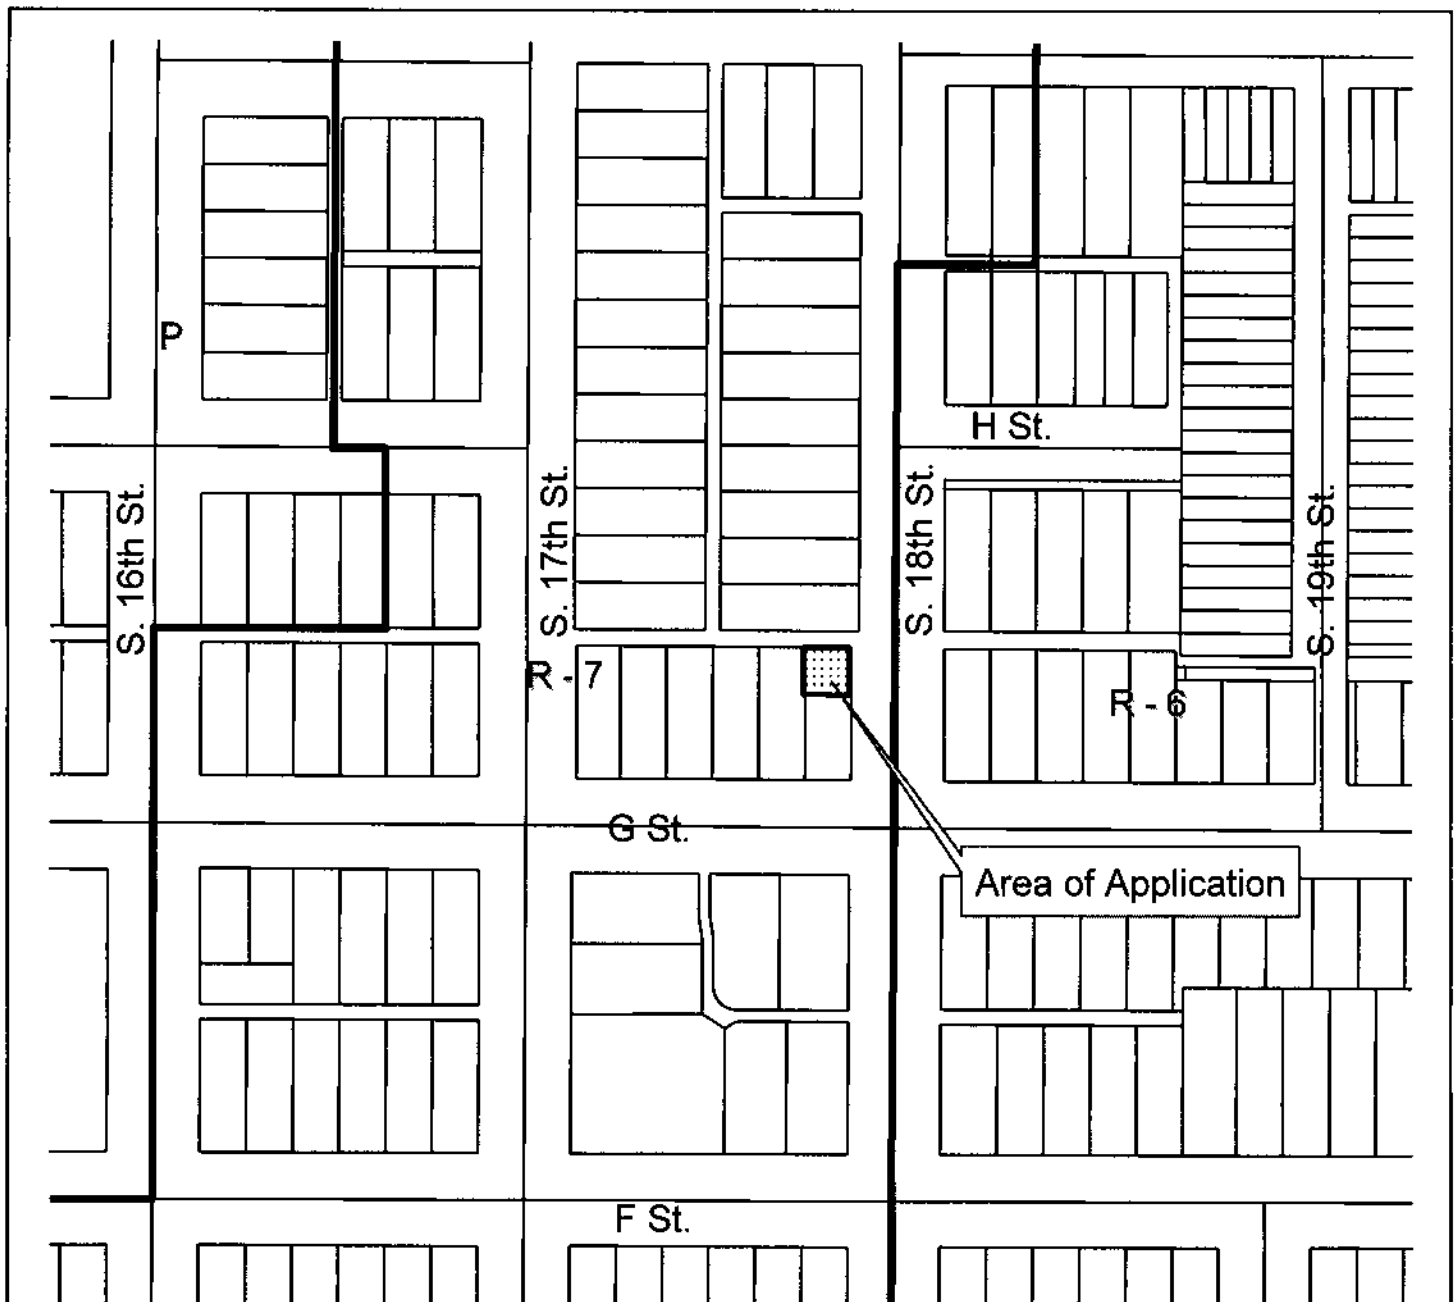 P
H St.
S. 16th St.
S. 17th St.
S. 18th St.
S. 19th St.
R - 7
R - 6
G St.
Area of Application
F St.